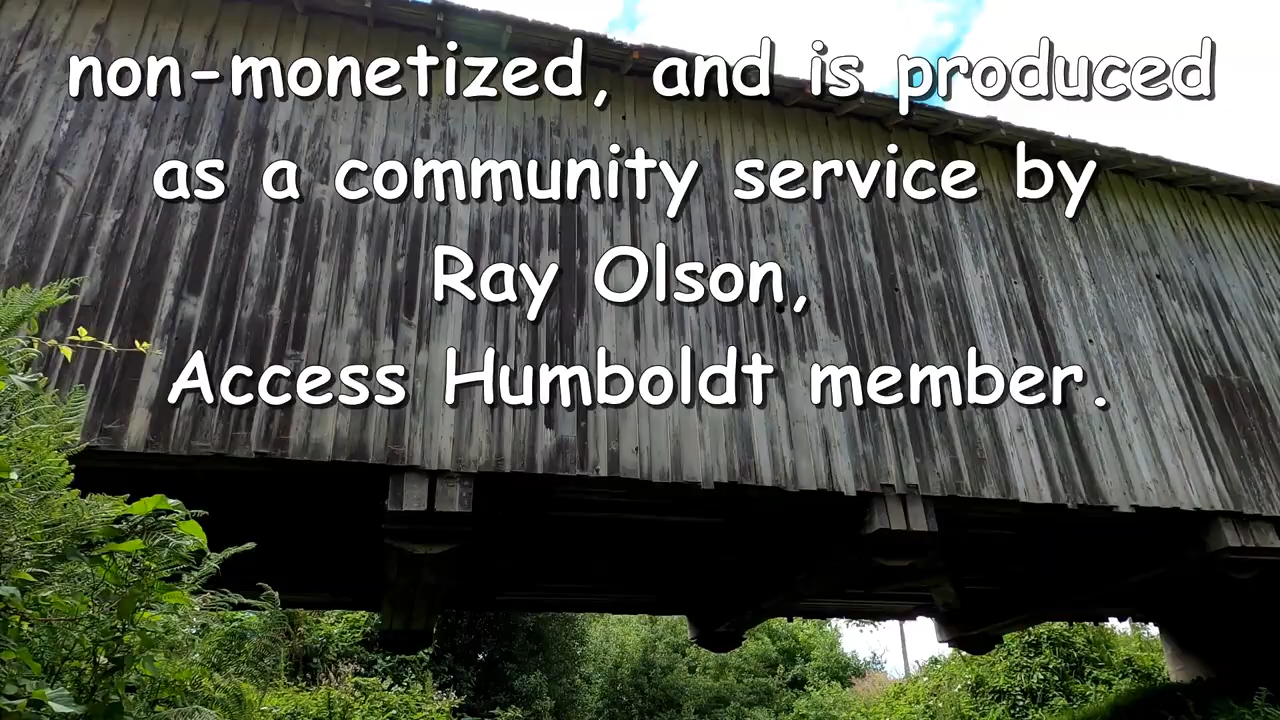 non-monetized, and is produced
as a community service by
Ray Olson,
Access Humboldt member.